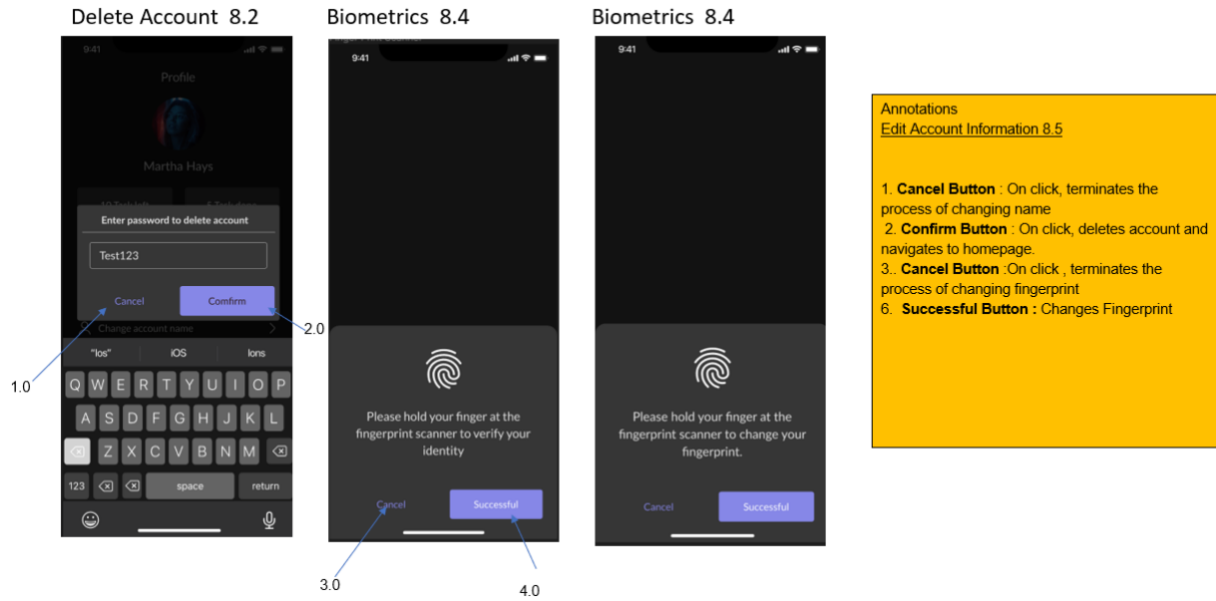 Delete Account 8.2
Biometrics 8.4
Biometrics 8.4
9:41
Profile
Martha Hays
Enter password to delete account
Test123
Cancel
Comfirm
Change account name
"Ios"
iOS
Ions
Q W E R T Y U I O P
A S D F G H J K L
Z X C V B N M
123
space
return
1.0
2.0
9:41
Please hold your finger at the
fingerprint scanner to verify your
identity
Cancel
Successful
3.0
4.0
9:41
Please hold your finger at the
fingerprint scanner to change your
fingerprint.
Cancel
Successful
Annotations
Edit Account Information 8.5
1. Cancel Button : On click, terminates the
process of changing name
2. Confirm Button : On click, deletes account and
navigates to homepage.
3.. Cancel Button :On click , terminates the
process of changing fingerprint
6. Successful Button : Changes Fingerprint